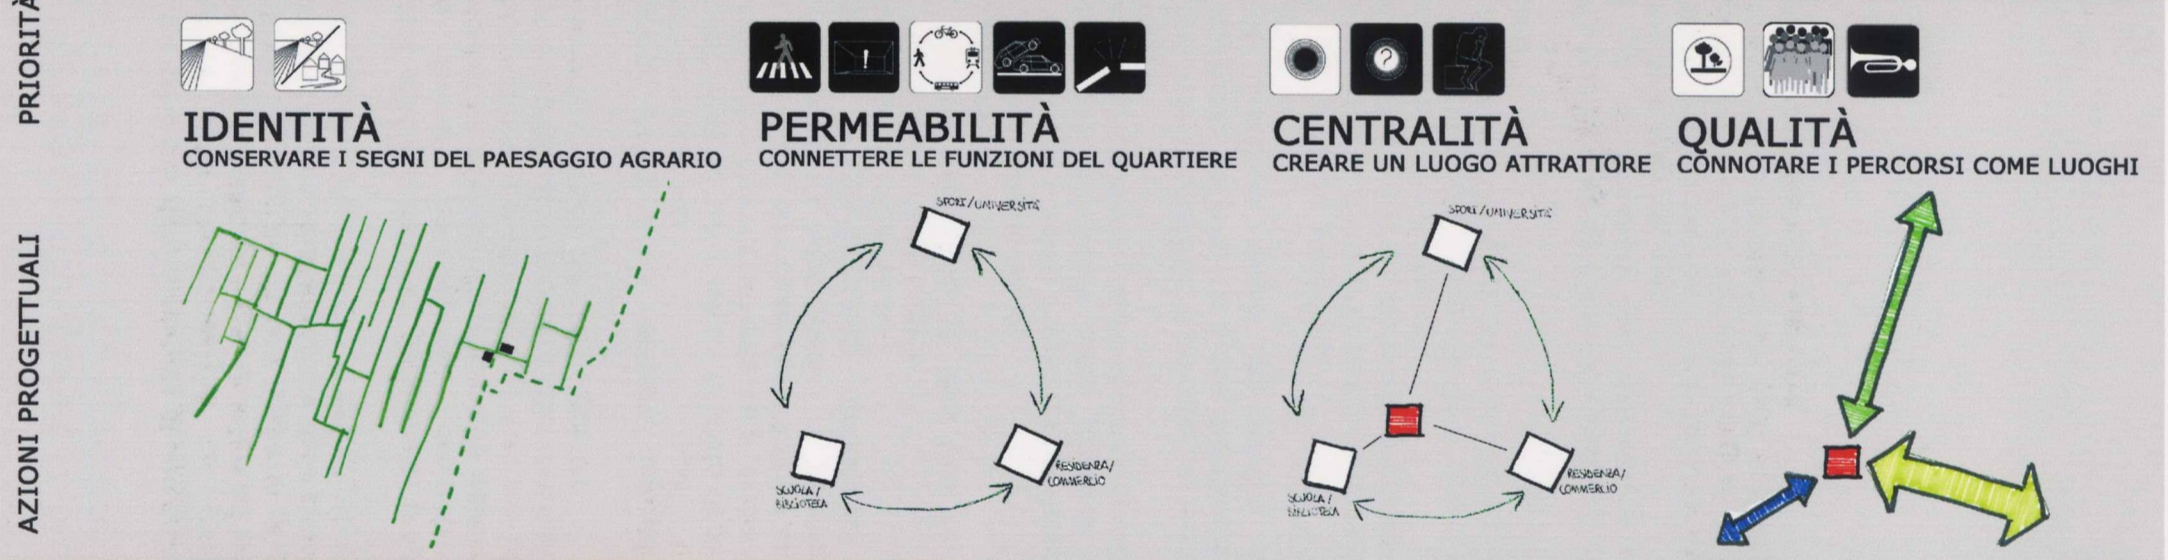 PRIORITÀ
IDENTITÀ
CONSERVARE I SEGNI DEL PAESAGGIO AGRARIO
PERMEABILITÀ
CONNETTERE LE FUNZIONI DEL QUARTIERE
!
CENTRALITÀ
CREARE UN LUOGO ATTRATTORE
?
QUALITÀ
CONNOTARE I PERCORSI COME LUOGHI
AZIONI PROGETTUALI
SPORT/UNIVERSITÀ
SCUOLA/
BIBLIOTECA
RESIDENZA/
COMMERCIO
SPORT/UNIVERSITÀ
SCUOLA/
BIBLIOTECA
RESIDENZA/
COMMERCIO